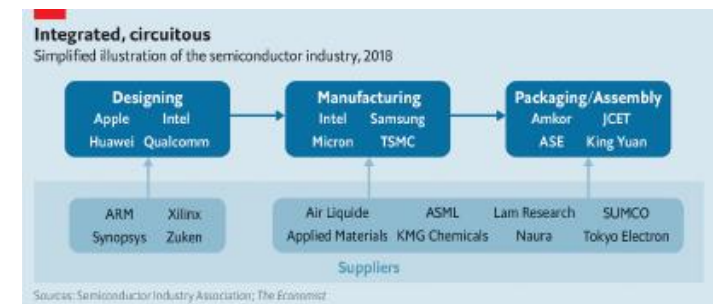 Integrated, circuitous
Simplified illustration of the semiconductor industry, 2018
Designing
Apple Intel
Huawei Qualcomm
Manufacturing
Intel Samsung
Micron TSMC
Packaging/Assembly
Amkor JCET
ASE King Yuan
ARM Xilinx
Synopsys Zuken
Air Liquide ASML Lam Research SUMCO
Applied Materials KMG Chemicals Naura Tokyo Electron
Suppliers
Sources: Semiconductor Industry Association; The Economist